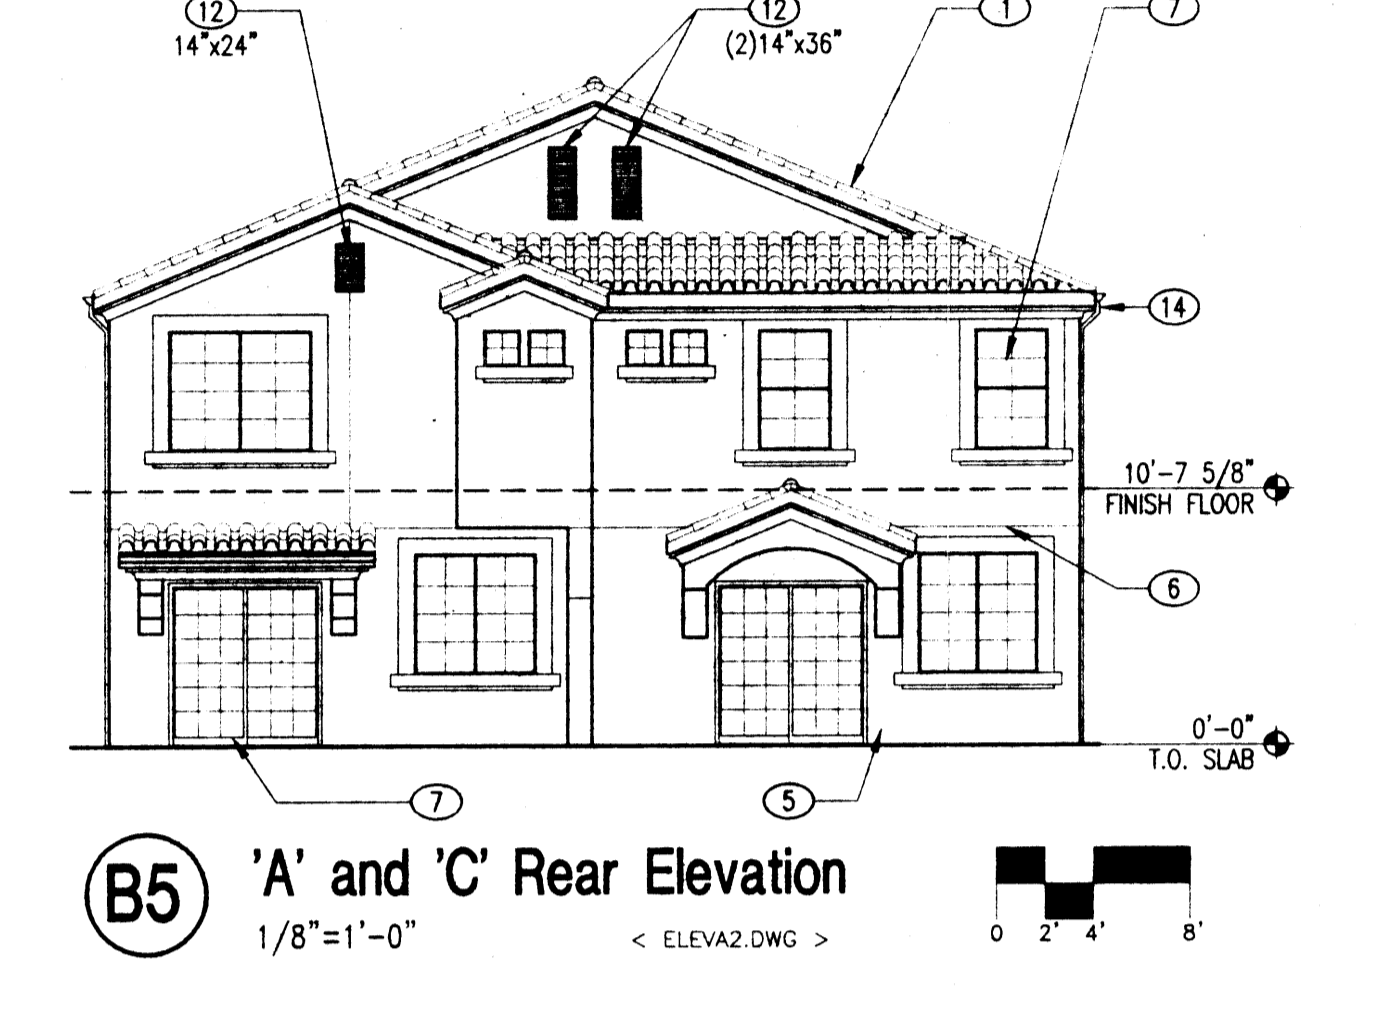 12
14"x24"
12
(2)14"x36"
1
7
14
10'-7 5/8"
FINISH FLOOR
6
0'-0"
T.O. SLAB
7
5
B5
'A' and 'C' Rear Elevation
1/8"=1'-0"
< ELEVA2.DWG >
0 2' 4' 8'